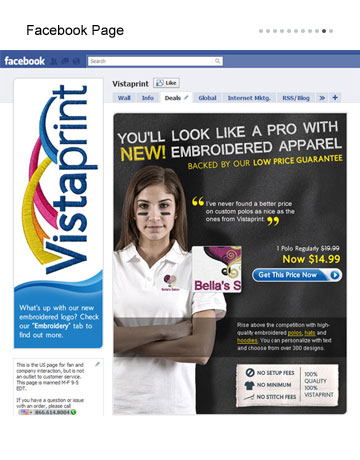 Facebook Page
facebook
Search
Vistaprint
Vistaprint Like
Wall Info Deals Global Internet Mktg. RSS/Blog » +
YOU'LL LOOK LIKE A PRO WITH
NEW! EMBROIDERED APPAREL
BACKED BY OUR LOW PRICE GUARANTEE
“I've never found a better price
on custom polos as nice as the
ones from Vistaprint.”
1 Polo Regularly $19.99
Now $14.99
Bella's S
Get This Price Now
What's up with our new
embroidered logo? Check
our "Embroidery" tab to
find out more.
Rise above the competition with high-
quality embroidered polos, hats and
hoodies. You can personalize with text
and choose from over 300 designs.
This is the US page for fan and
company interaction, but is not
an outlet to customer service.
This page is manned M-F 9-5
EDT.
If you have a question or issue
with an order, please call
866.614.8004
NO SETUP FEES
NO MINIMUM
NO STITCH FEES
100%
QUALITY
100%
VISTAPRINT